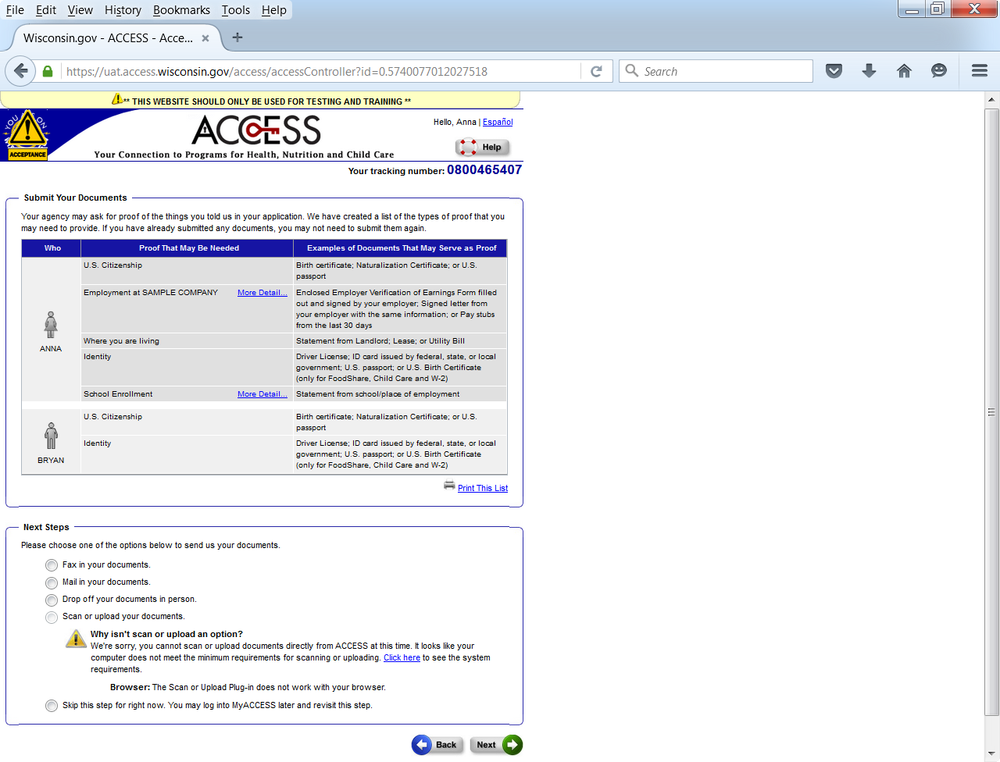 File Edit View History Bookmarks Tools Help
Wisconsin.gov - ACCESS - Acce...
https://uat.access.wisconsin.gov/access/accessController?id=0.5740077012027518
Search
** THIS WEBSITE SHOULD ONLY BE USED FOR TESTING AND TRAINING **
YOU ARE ON
ACCEPTANCE
ACCESS
Your Connection to Programs for Health, Nutrition and Child Care
Hello, Anna | Español
Help
Your tracking number: 0800465407
Submit Your Documents
Your agency may ask for proof of the things you told us in your application. We have created a list of the types of proof that you
may need to provide. If you have already submitted any documents, you may not need to submit them again.
Who Proof That May Be Needed Examples of Documents That May Serve as Proof
ANNA
U.S. Citizenship Birth certificate; Naturalization Certificate; or U.S.
passport
Employment at SAMPLE COMPANY More Detail... Enclosed Employer Verification of Earnings Form filled
out and signed by your employer; Signed letter from
your employer with the same information; or Pay stubs
from the last 30 days
Where you are living Statement from Landlord; Lease; or Utility Bill
Identity Driver License; ID card issued by federal, state, or local
government; U.S. passport; or U.S. Birth Certificate
(only for FoodShare, Child Care and W-2)
School Enrollment More Detail... Statement from school/place of employment
BRYAN
U.S. Citizenship Birth certificate; Naturalization Certificate; or U.S.
passport
Identity Driver License; ID card issued by federal, state, or local
government; U.S. passport; or U.S. Birth Certificate
(only for FoodShare, Child Care and W-2)
Print This List
Next Steps
Please choose one of the options below to send us your documents.
Fax in your documents.
Mail in your documents.
Drop off your documents in person.
Scan or upload your documents.
Why isn't scan or upload an option?
We're sorry, you cannot scan or upload documents directly from ACCESS at this time. It looks like your
computer does not meet the minimum requirements for scanning or uploading. Click here to see the system
requirements.
Browser: The Scan or Upload Plug-in does not work with your browser.
Skip this step for right now. You may log into MyACCESS later and revisit this step.
Back Next